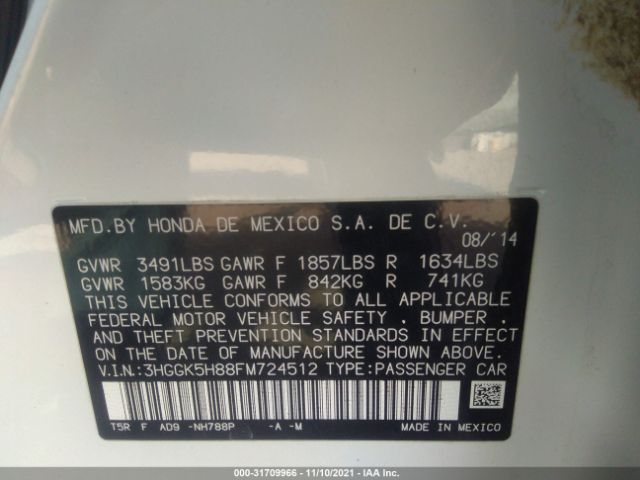 MFD.BY HONDA DE MEXICO S.A. DE C.V.
08/'14
GVWR 3491LBS GAWR F 1857LBS R 1634LBS
GVWR 1583KG GAWR F 842KG R 741KG
THIS VEHICLE CONFORMS TO ALL APPLICABLE
FEDERAL MOTOR VEHICLE SAFETY , BUMPER ,
AND THEFT PREVENTION STANDARDS IN EFFECT
ON THE DATE OF MANUFACTURE SHOWN ABOVE.
V.I.N.:3HGGK5H88FM724512 TYPE:PASSENGER CAR
T5R F AD9 -NH788P -A -M
MADE IN MEXICO
000-31709966 - 11/10/2021 - IAA Inc.